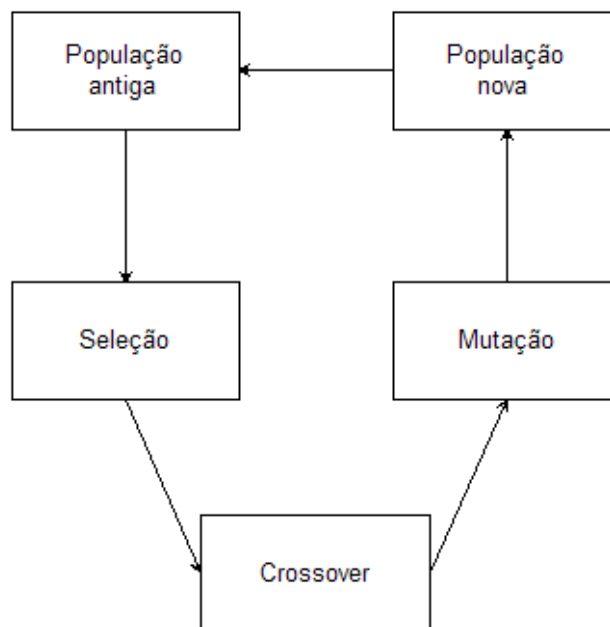 População
antiga
População
nova
Seleção
Mutação
Crossover